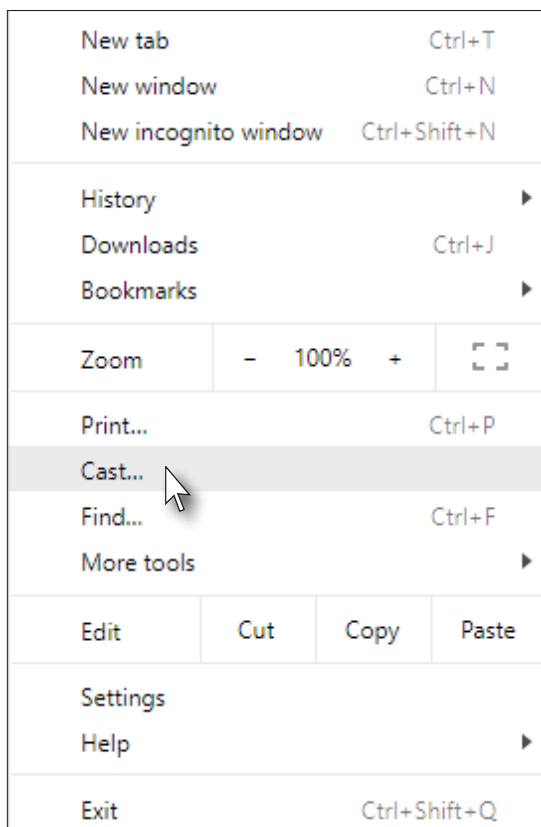 New tab Ctrl+T
New window Ctrl+N
New incognito window Ctrl+Shift+N
History
Downloads Ctrl+J
Bookmarks
Zoom – 100% +
Print... Ctrl+P
Cast...
Find... Ctrl+F
More tools
Edit Cut Copy Paste
Settings
Help
Exit Ctrl+Shift+Q